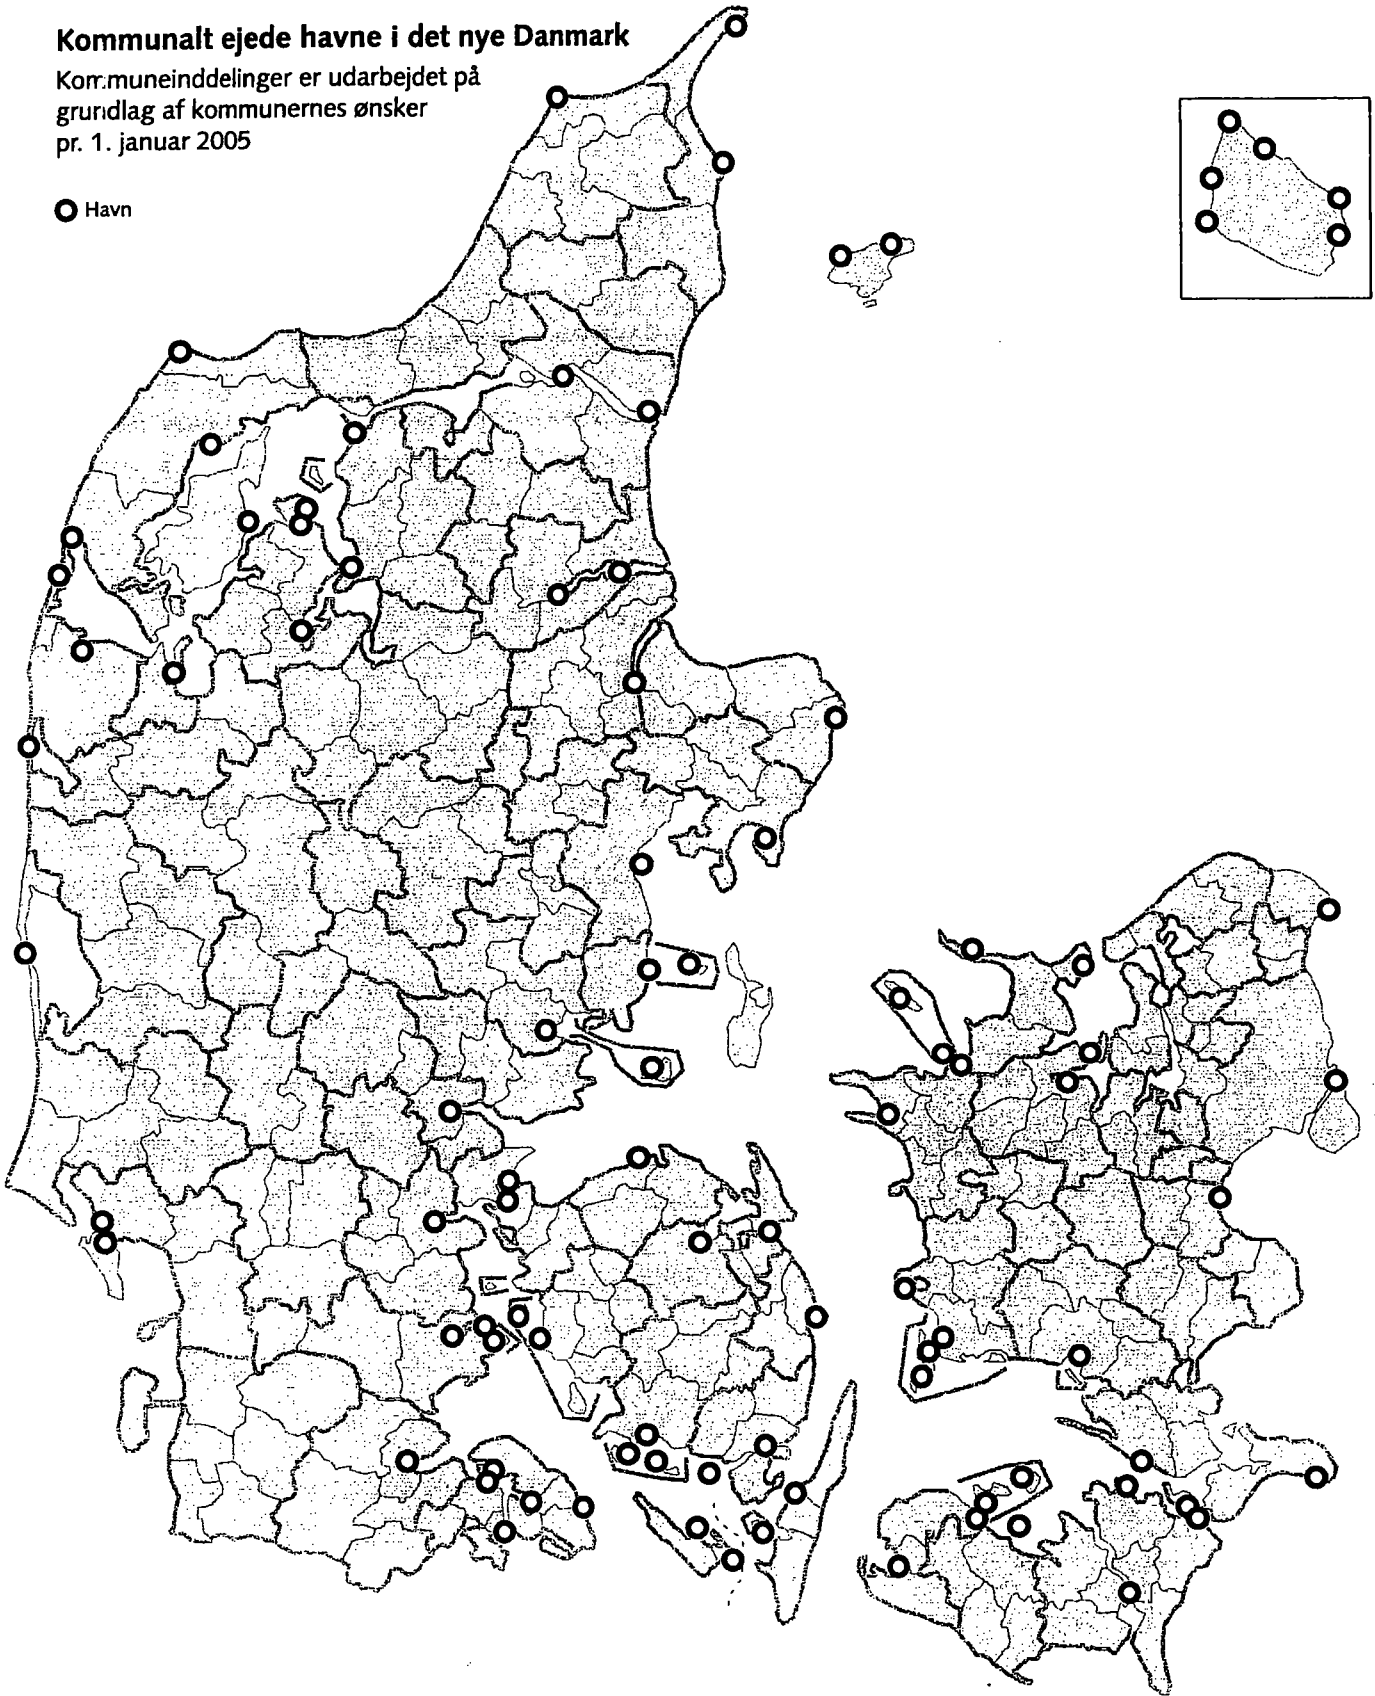 Kommunalt ejede havne i det nye Danmark
Kommuneinddelinger er udarbejdet på
grundlag af kommunernes ønsker
pr. 1. januar 2005
Havn